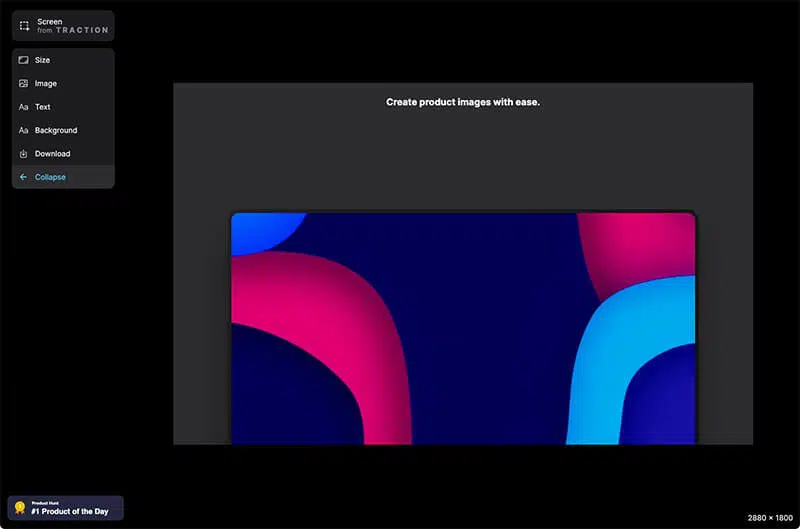 Screen
from TRACTION
Size
Image
Aa Text
Aa Background
Download
Collapse
Create product images with ease.
Product Hunt
#1 Product of the Day
2880 × 1800